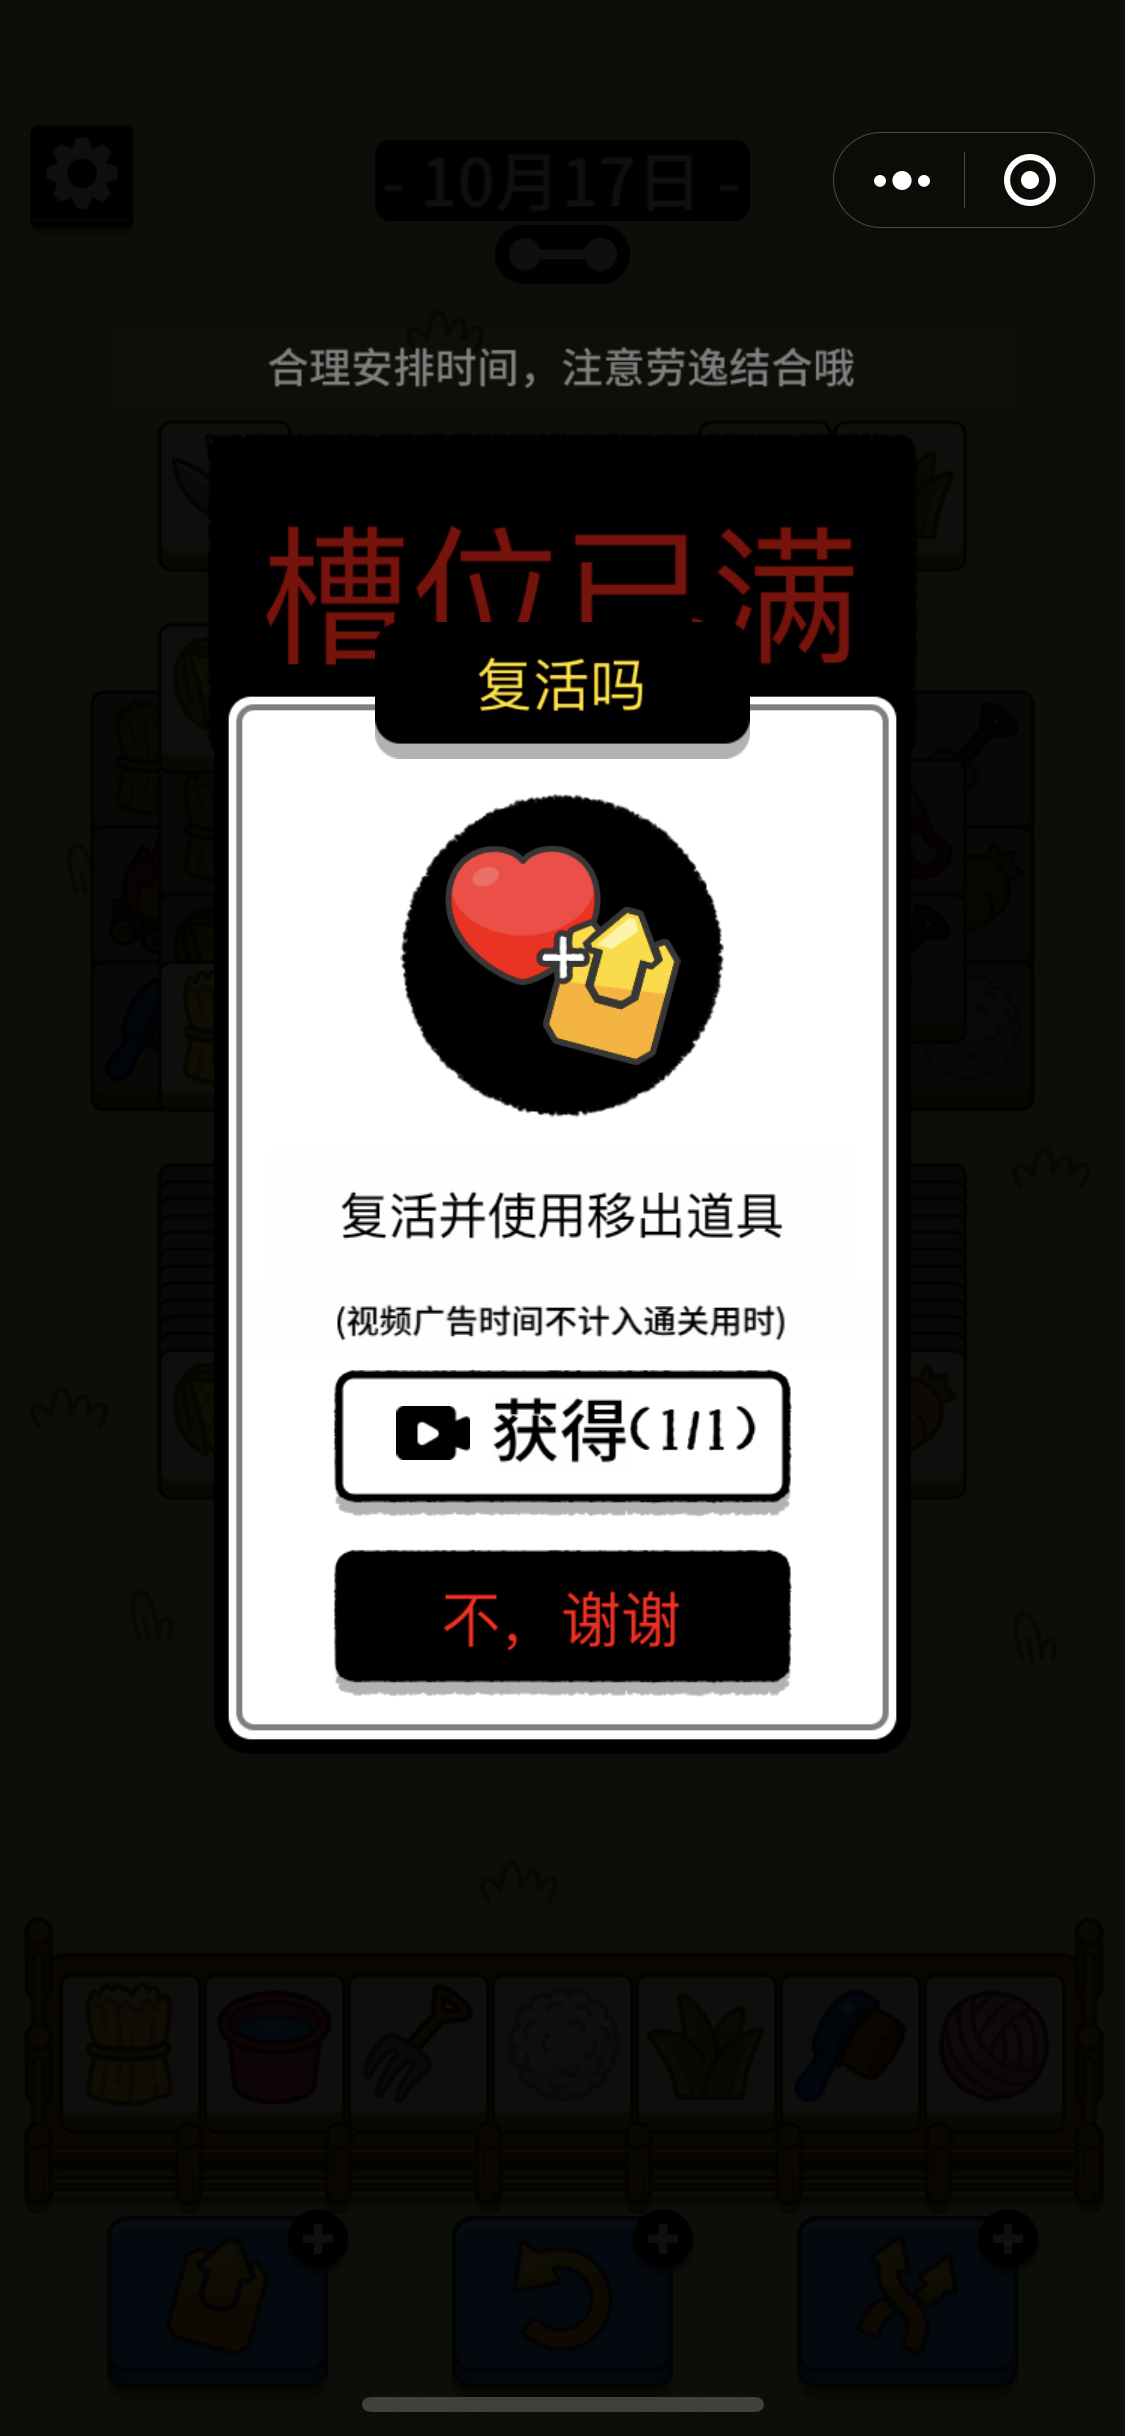 - 10月17日 -
合理安排时间，注意劳逸结合哦
槽位已满
复活吗
复活并使用移出道具
(视频广告时间不计入通关用时)
获得(1/1)
不，谢谢